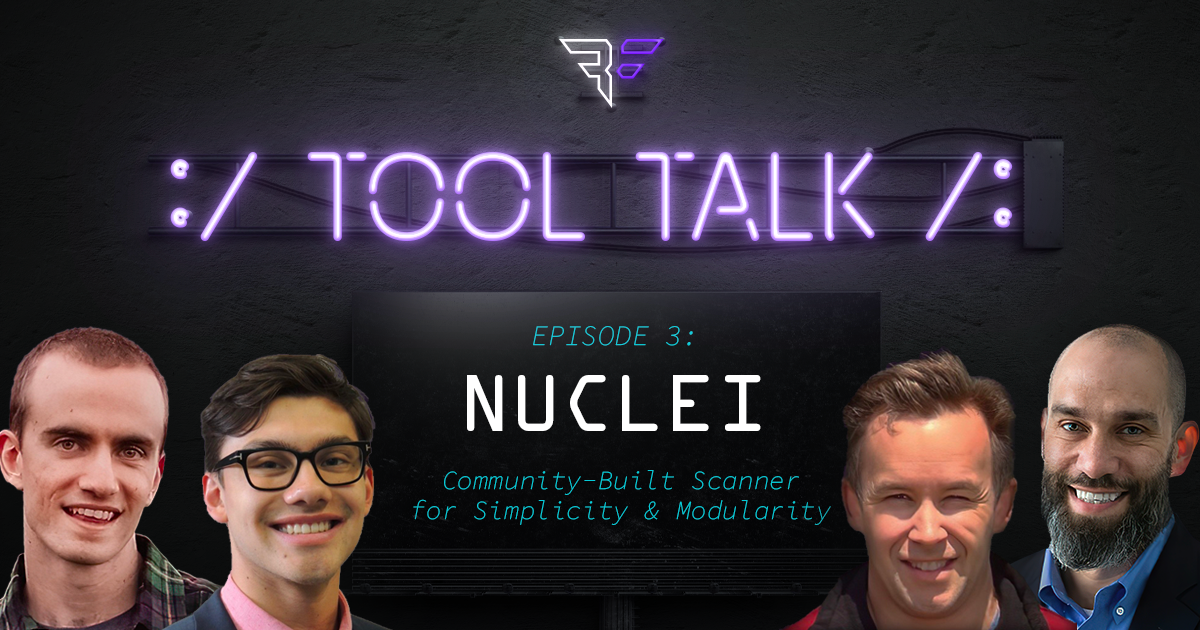 :/ TOOL TALK /:
EPISODE 3:
NUCLEI
Community-Built Scanner
for Simplicity & Modularity